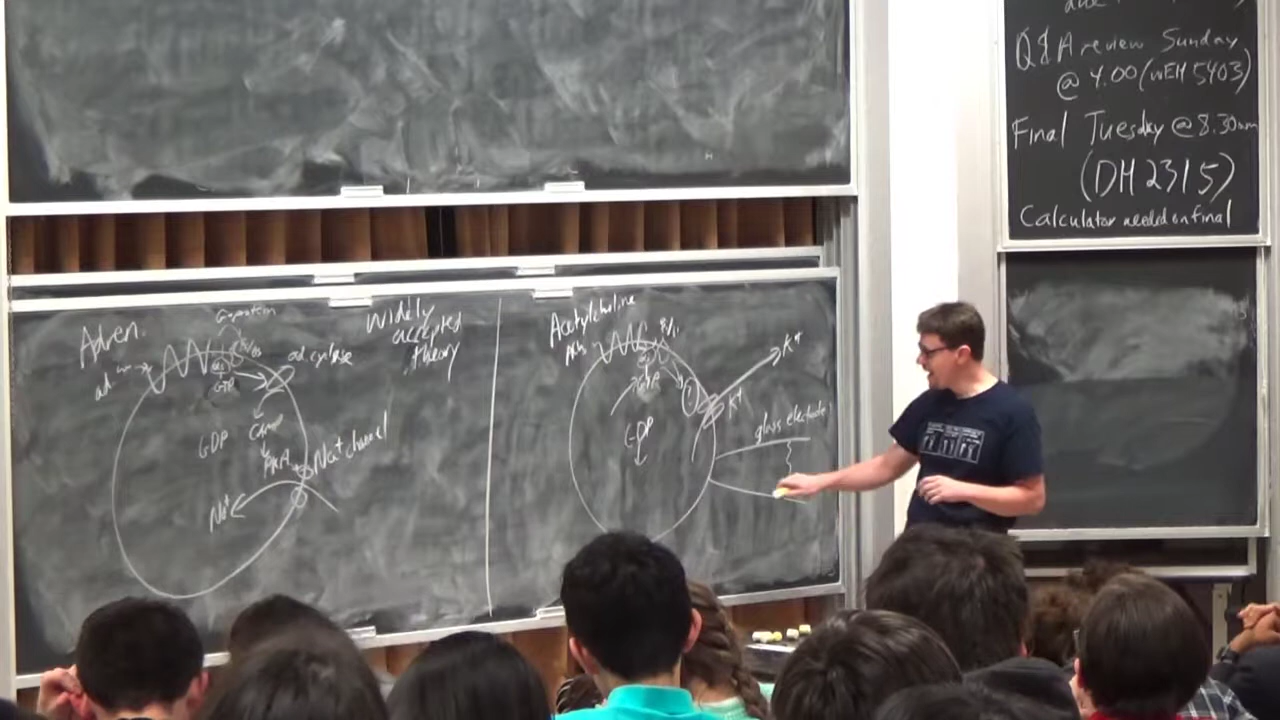 Adren.
G-protein
GTP
ad. cyclase
GDP
cAMP
PKA
Na+ channel
Na+
Widely
accepted
theory
Acetylcholine
GTP
GDP
K+
K+
glass electrode
Q&A review Sunday
@ 4.00 (WEH 5403)
Final Tuesday @ 8.30am
(DH 2315)
Calculator needed on final